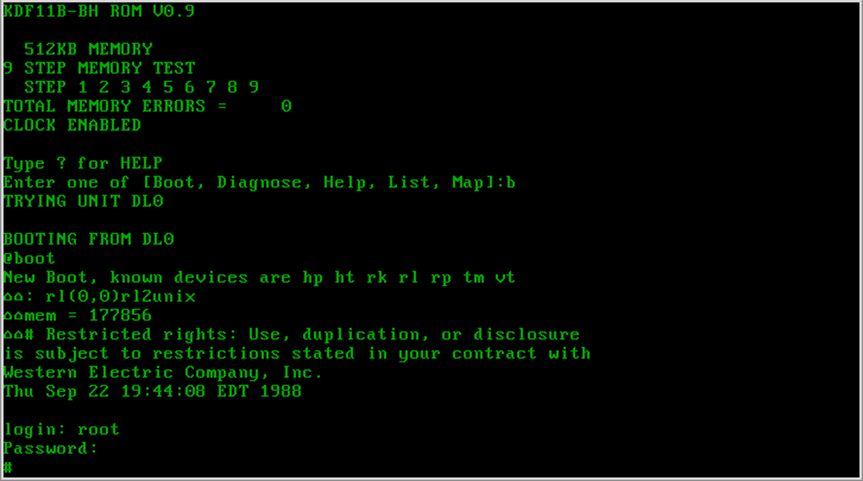 KDF11B-BH ROM V0.9
512KB MEMORY
9 STEP MEMORY TEST
STEP 1 2 3 4 5 6 7 8 9
TOTAL MEMORY ERRORS = 0
CLOCK ENABLED
Type ? for HELP
Enter one of [Boot, Diagnose, Help, List, Map]:b
TRYING UNIT DL0
BOOTING FROM DL0
@boot
New Boot, known devices are hp ht rk rl rp tm vt
⌂⌂: rl(0,0)rl2unix
⌂⌂mem = 177856
⌂⌂# Restricted rights: Use, duplication, or disclosure
is subject to restrictions stated in your contract with
Western Electric Company, Inc.
Thu Sep 22 19:44:08 EDT 1988
login: root
Password:
#